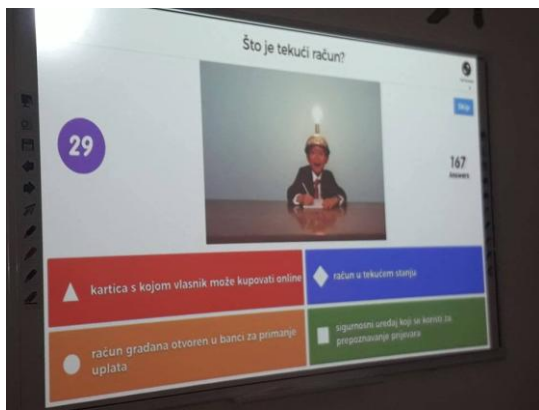 Što je tekući račun?
Skip
29
167
Answers
kartica s kojom vlasnik može kupovati online
račun u tekućem stanju
račun građana otvoren u banci za primanje
uplata
sigurnosni uređaj koji se koristi za
prepoznavanje prijevara